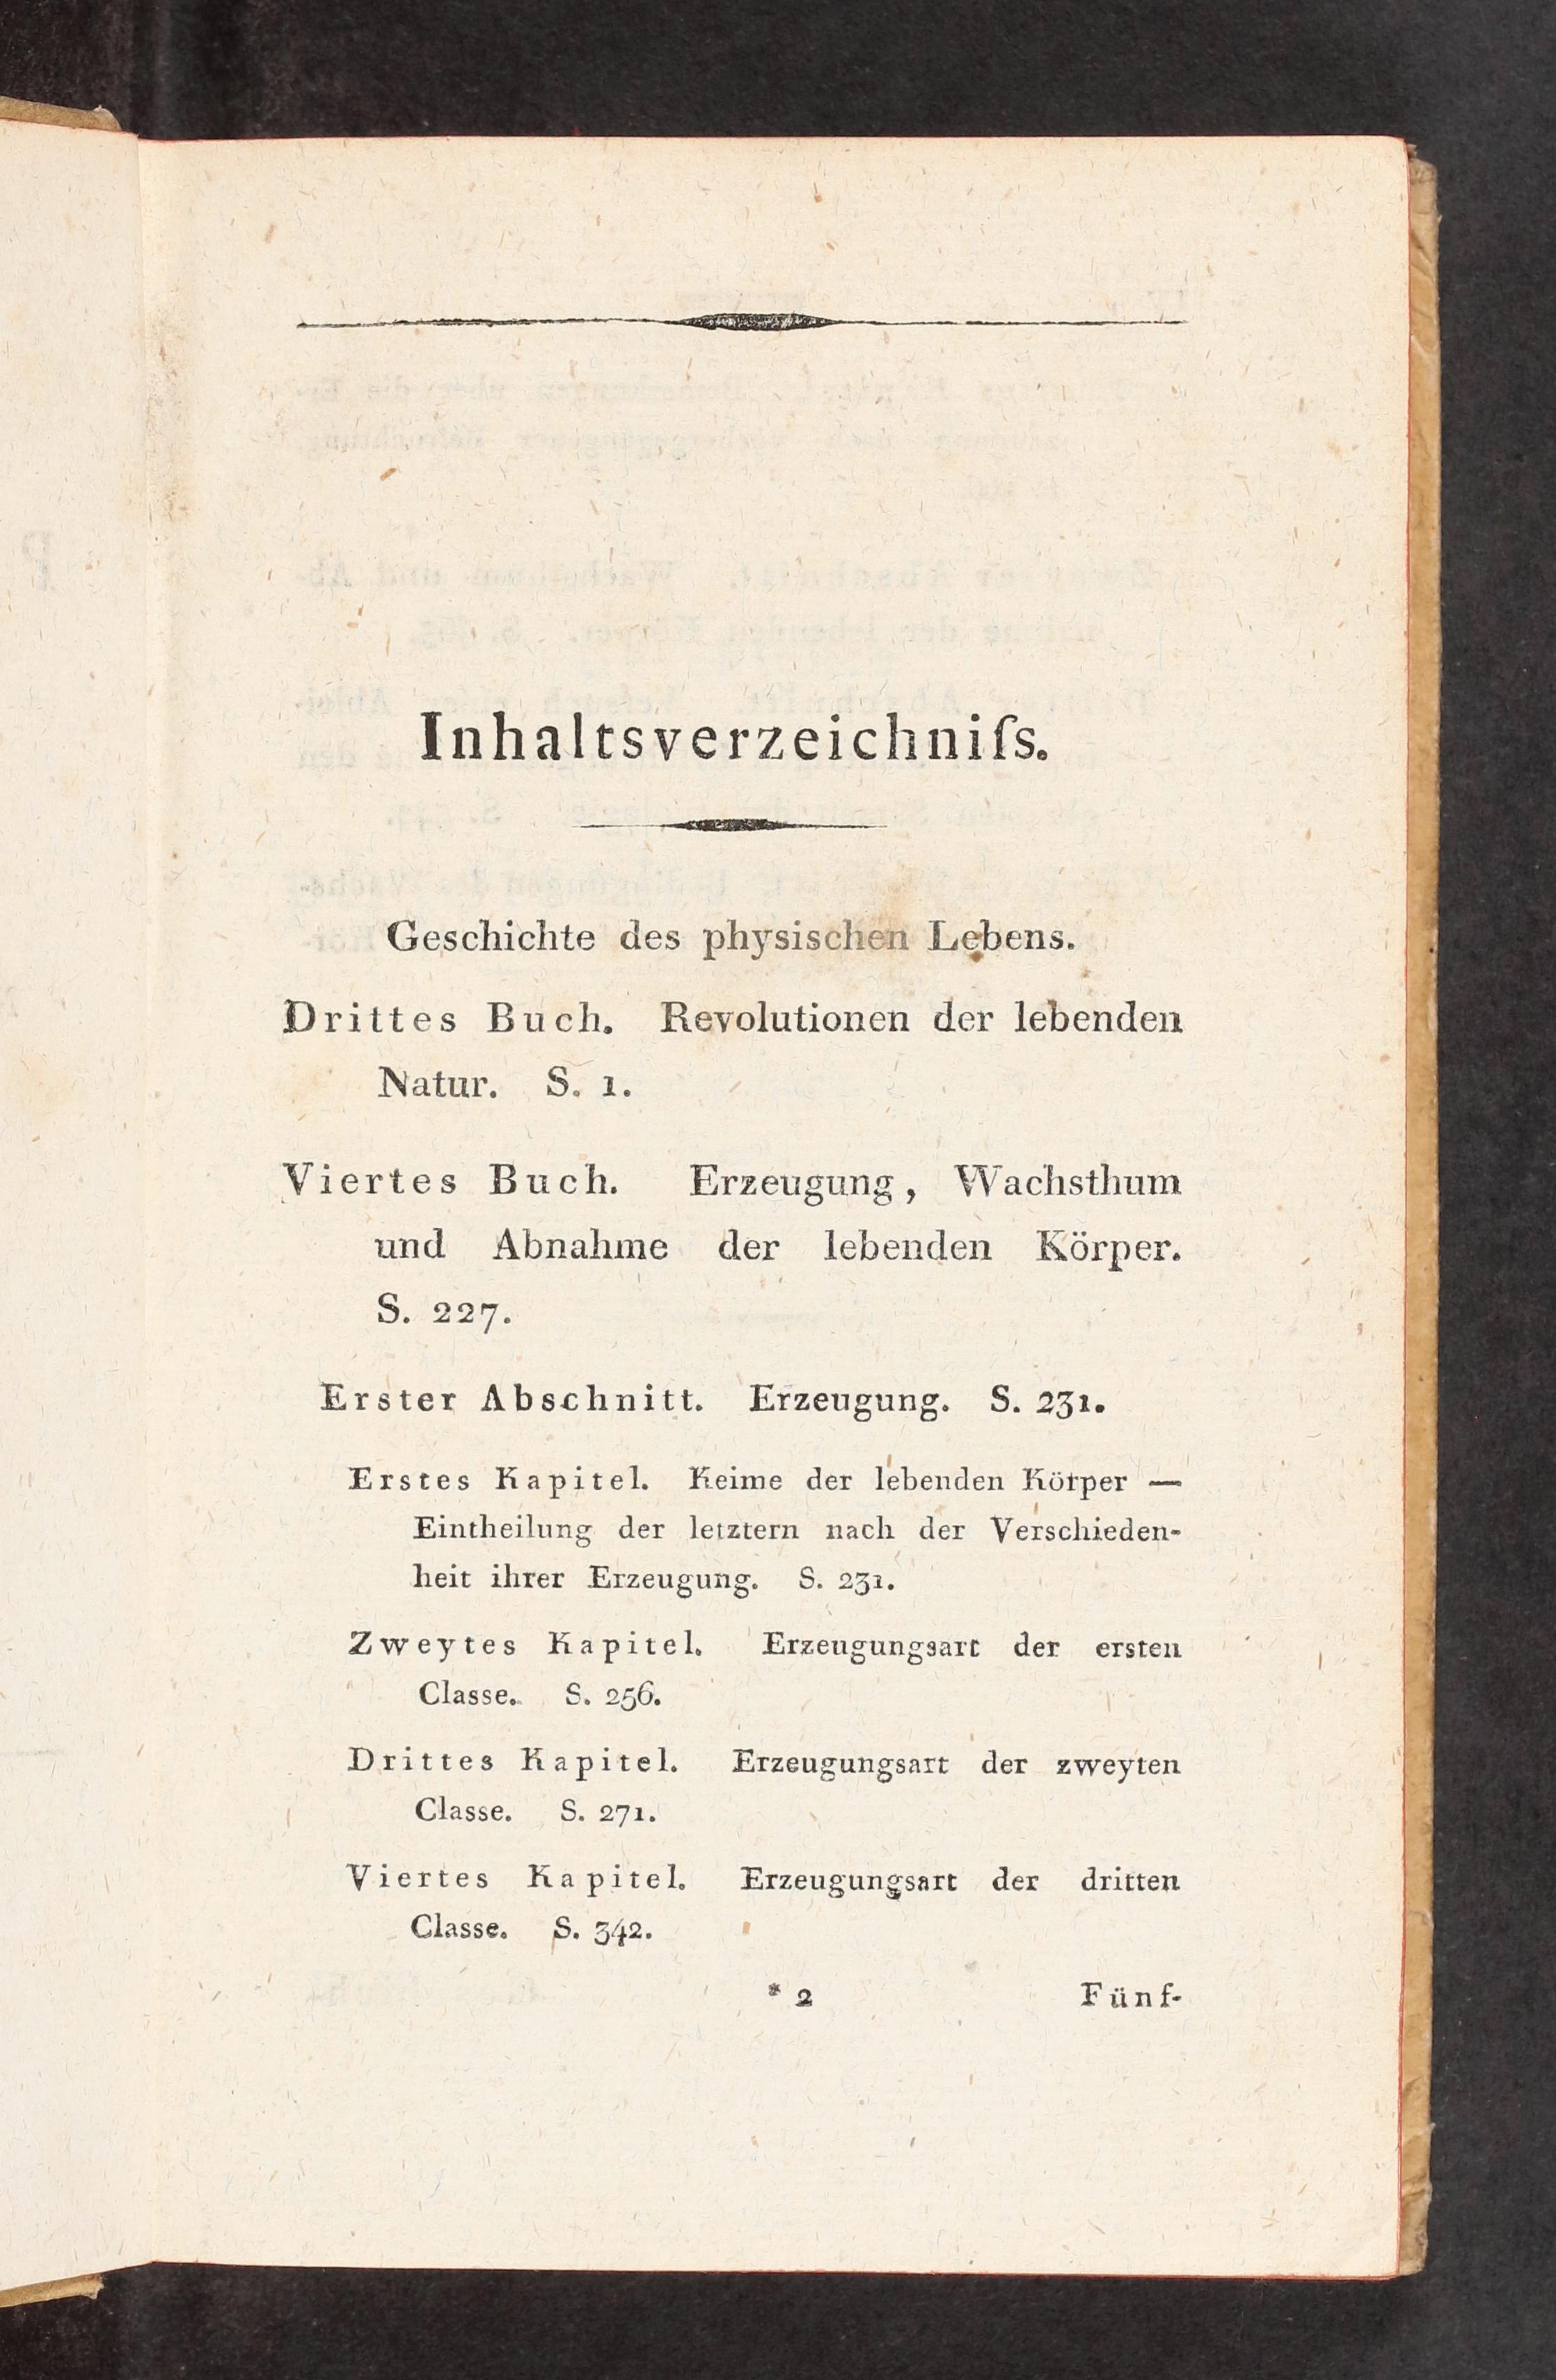 Inhaltsverzeichniſs.
Geschichte des physischen Lebens.
Drittes Buch. Revolutionen der lebenden
Natur. S. 1.
Viertes Buch. Erzeugung, Wachsthum
und Abnahme der lebenden Körper.
S. 227.
Erster Abschnitt. Erzeugung. S. 231.
Erstes Kapitel. Keime der lebenden Körper —
Eintheilung der letztern nach der Verschieden-
heit ihrer Erzeugung. S. 231.
Zweytes Kapitel. Erzeugungsart der ersten
Classe. S. 256.
Drittes Kapitel. Erzeugungsart der zweyten
Classe. S. 271.
Viertes Kapitel. Erzeugungsart der dritten
Classe. S. 342.
* 2 Fünf-